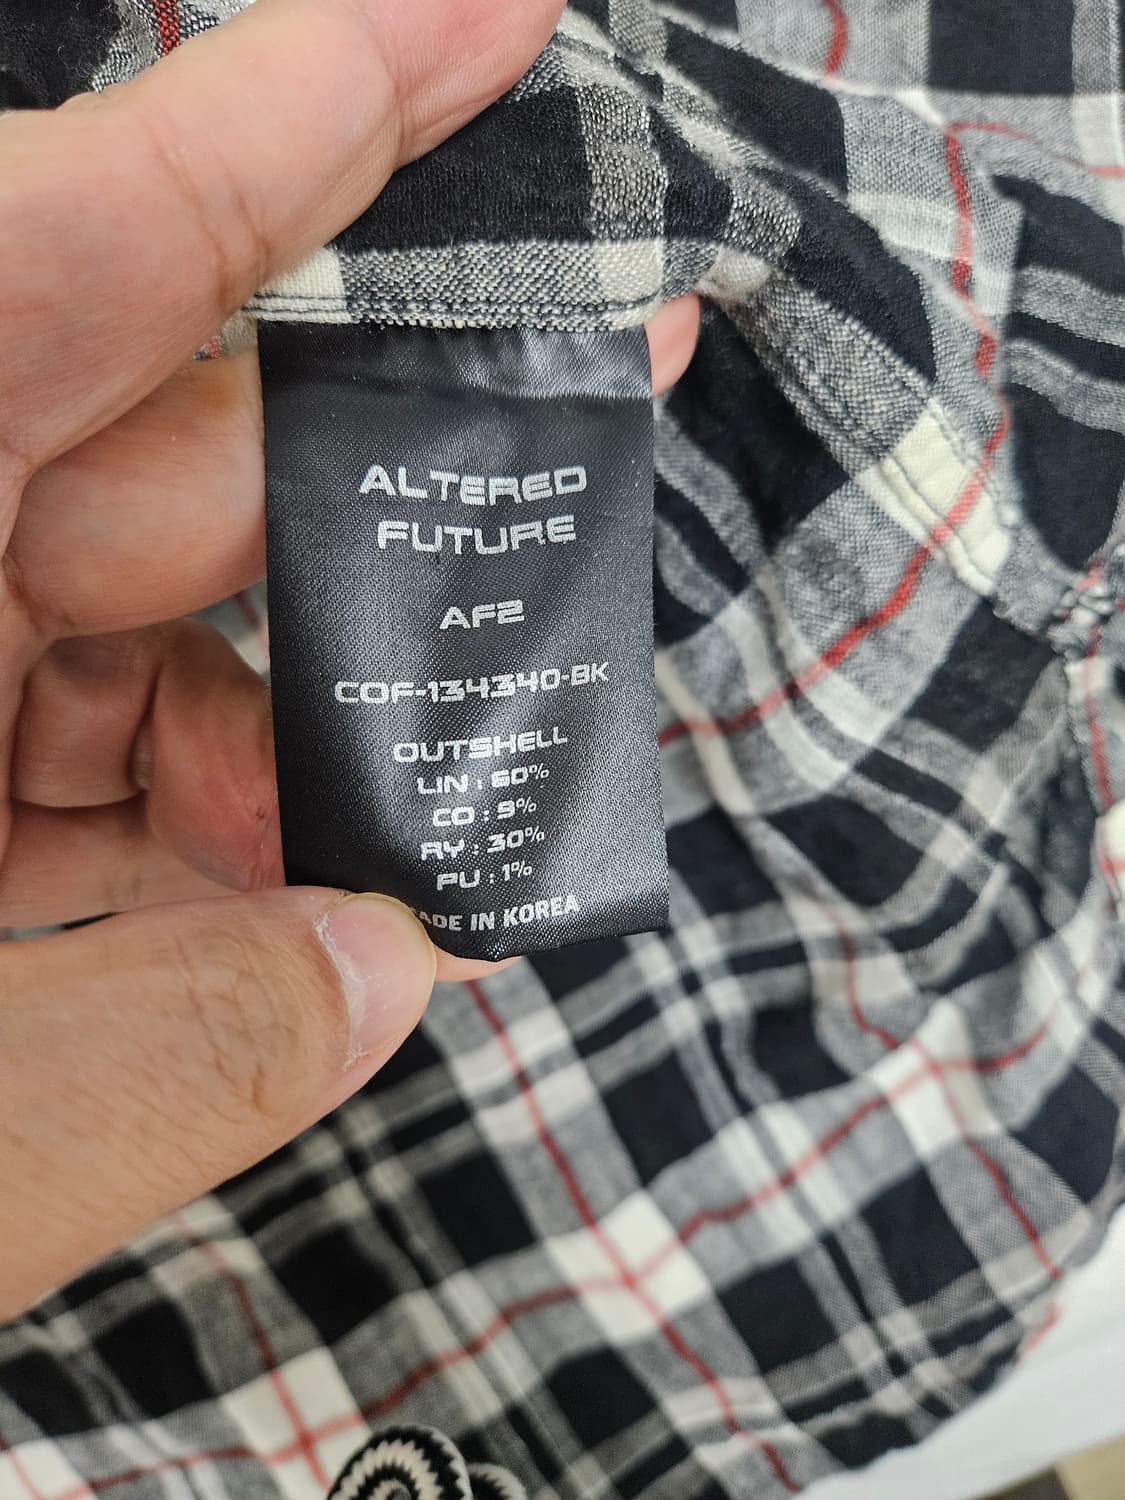 ALTERED
FUTURE
AF2
COF-134340-BK
OUTSHELL
LIN : 60%
CO : 9%
RY : 30%
PU : 1%
ADE IN KOREA